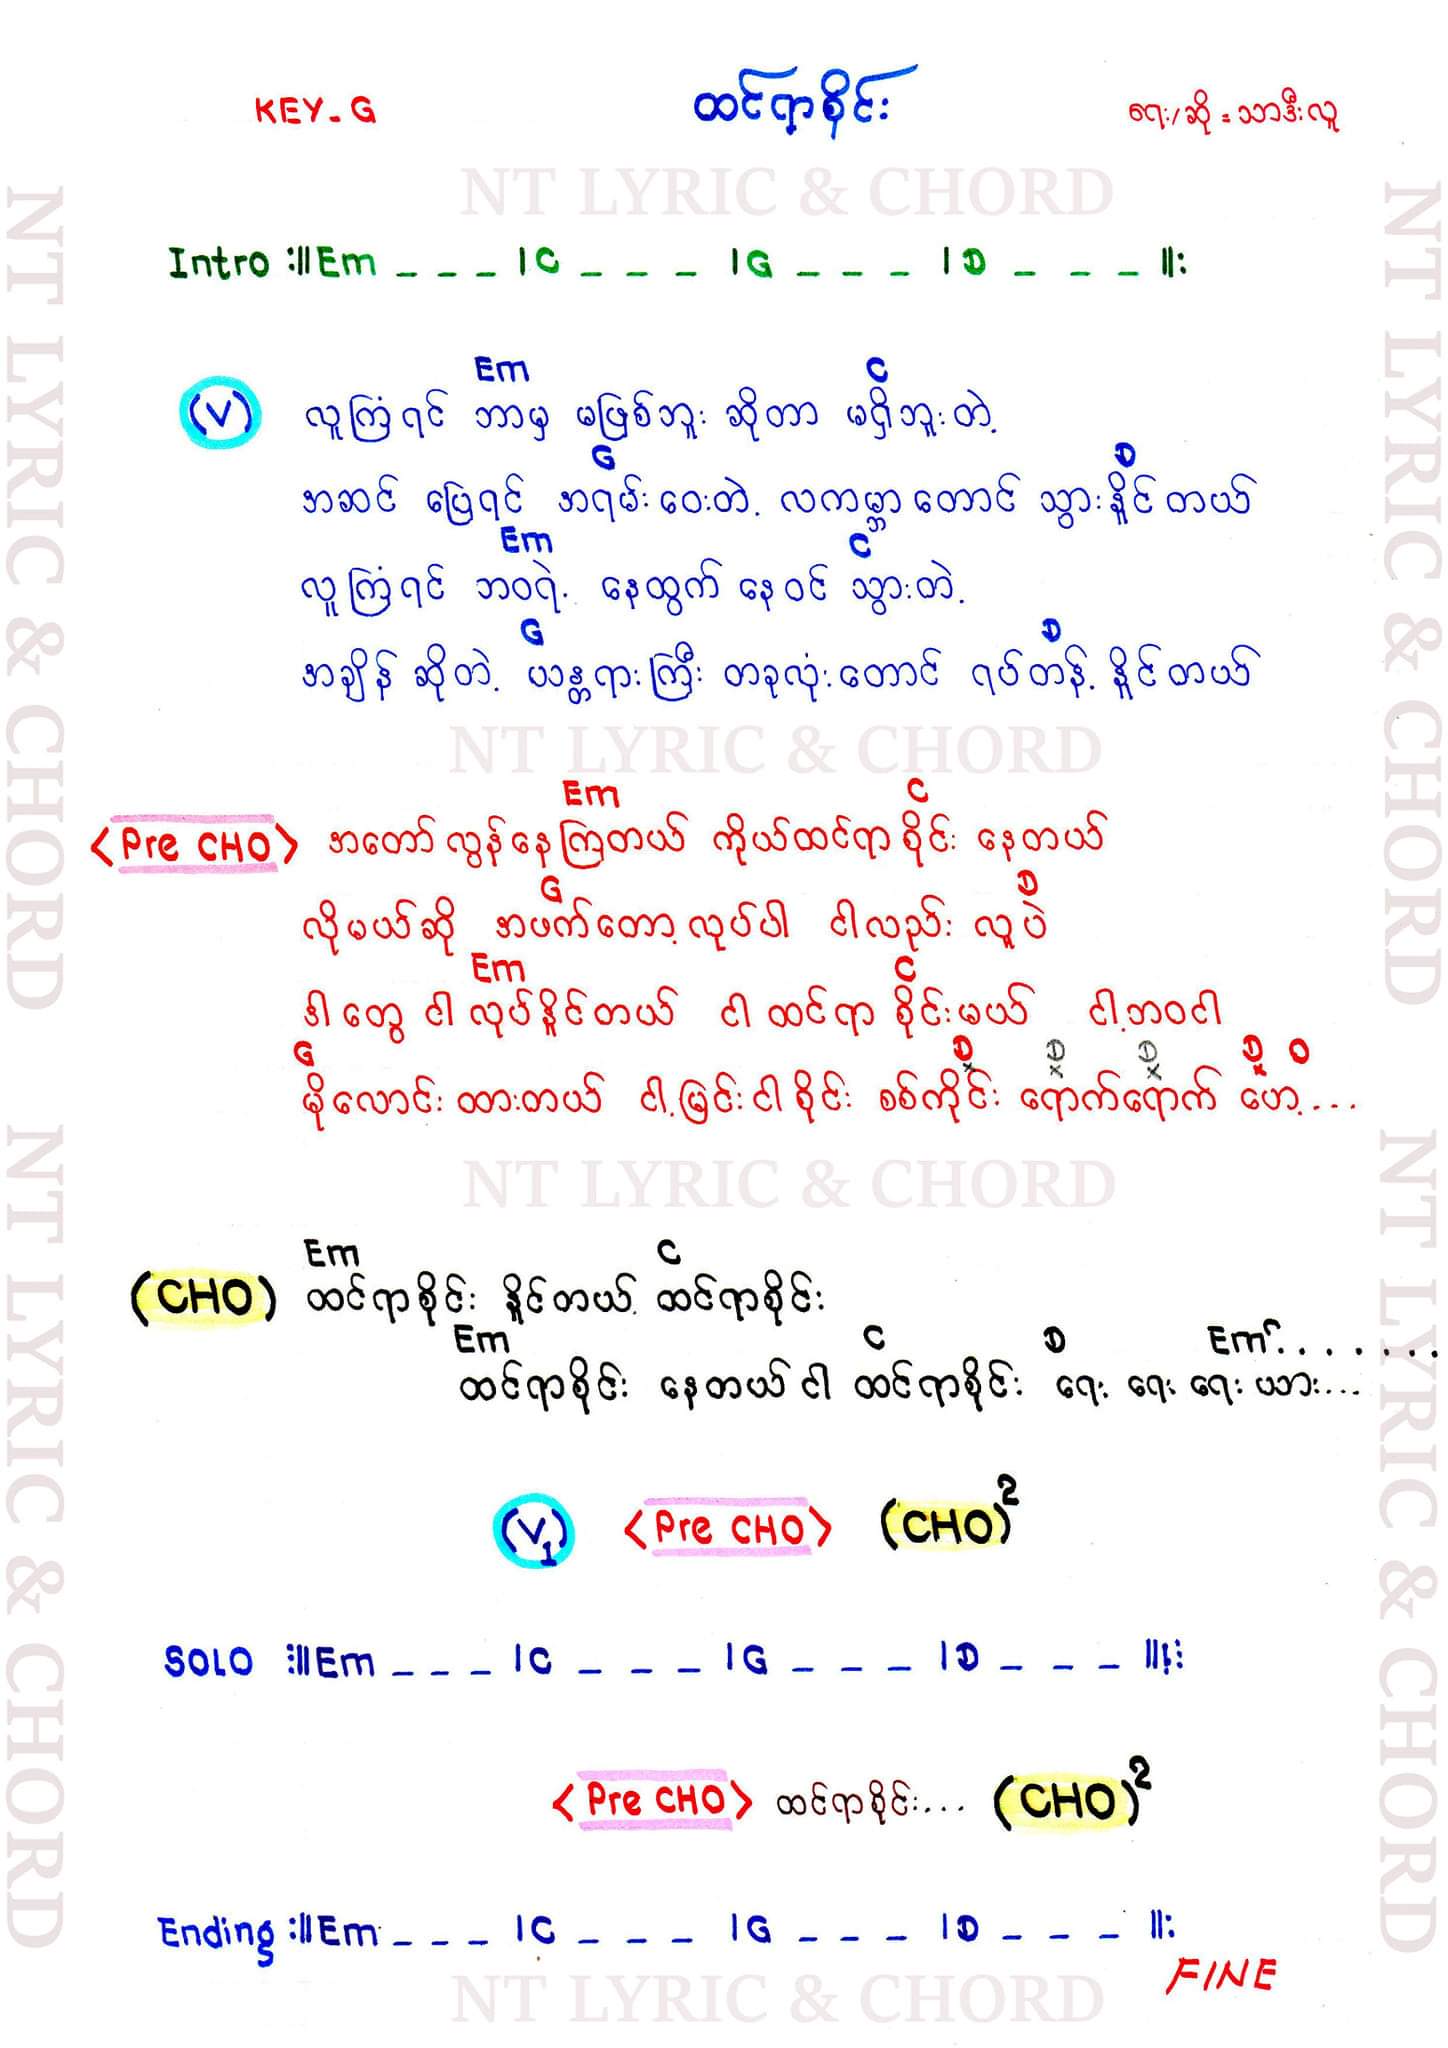 KEY-G ထင်ရာစိုင်း ရေး/ဆို = သာဒီးလူ
NT LYRIC & CHORD
Intro :||Em _ _ _ |C _ _ _ |G _ _ _ |D _ _ _ ||:
Em C
(V) လူကြံရင် ဘာမှ မဖြစ်ဘူး ဆိုတာ မရှိဘူးတဲ့
G D
အဆင် ပြေရင် အရမ်းဝေးတဲ့ လကမ္ဘာတောင် သွားနိူင်တယ်
Em C
လူကြံရင် ဘဝရဲ့ နေထွက်နေဝင် သွားတဲ့
G D
အချိန်ဆိုတဲ့ ယန္တရားကြီး တခုလုံးတောင် ရပ်တန့်နိူင်တယ်
NT LYRIC & CHORD
Em C
<Pre CHO> အတော်လွန်နေကြတယ် ကိုယ်ထင်ရာစိုင်း နေတယ်
G D
လိုမယ်ဆို အဖက်တော့လုပ်ပါ ငါလည်း လူပဲ
Em C
ဒါတွေ ငါလုပ်နိူင်တယ် ငါထင်ရာ စိုင်းမယ် ငါ့ဘဝငါ
G D D D D O
မိုလောင်းထားတယ် ငါ့မြင်းငါစိုင်း စစ်ကိုင်း ရောက်ရောက် ဟော့....
NT LYRIC & CHORD
Em C
(CHO) ထင်ရာစိုင်း နိူင်တယ့် ထင်ရာစိုင်း
Em C D Em.......
ထင်ရာစိုင်း နေတယ်ငါ ထင်ရာစိုင်း ရေး ရေး ရေး ယား...
(V1) <Pre CHO> (CHO)²
SOLO :||Em _ _ _ |C _ _ _ |G _ _ _ |D _ _ _ ||:
<Pre CHO> ထင်ရာစိုင်း... (CHO)²
Ending :||Em _ _ _ |C _ _ _ |G _ _ _ |D _ _ _ ||:
FINE
NT LYRIC & CHORD
NT LYRIC & CHORD
NT LYRIC & CHORD
NT LYRIC & CHORD
NT LYRIC & CHORD